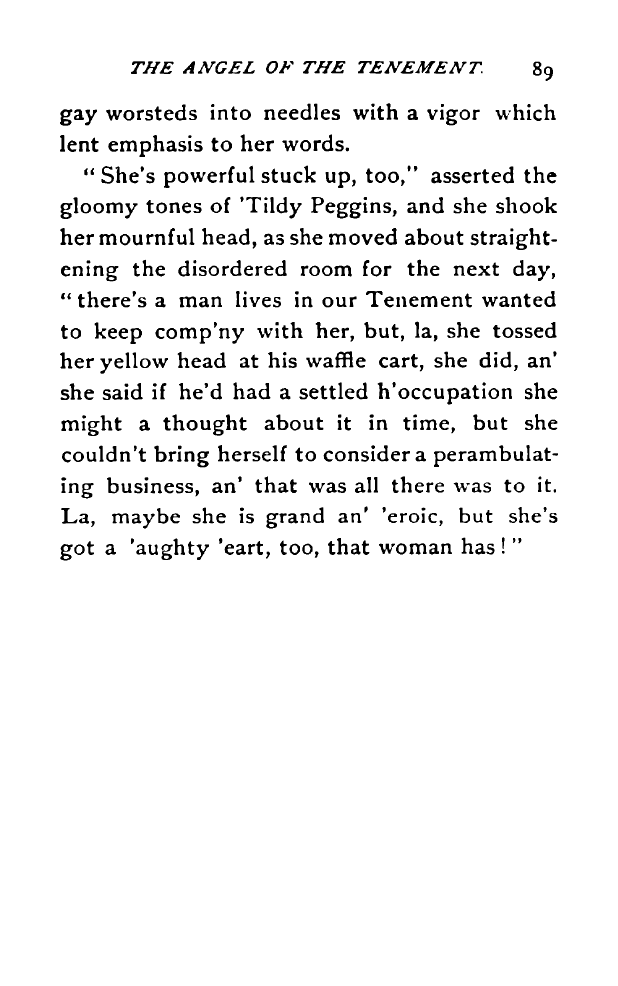 THE ANGEL OF THE TENEMENT. 89
gay worsteds into needles with a vigor which
lent emphasis to her words.
“ She's powerful stuck up, too,” asserted the
gloomy tones of 'Tildy Peggins, and she shook
her mournful head, as she moved about straight-
ening the disordered room for the next day,
“ there's a man lives in our Tenement wanted
to keep comp'ny with her, but, la, she tossed
her yellow head at his waffle cart, she did, an'
she said if he'd had a settled h'occupation she
might a thought about it in time, but she
couldn't bring herself to consider a perambulat-
ing business, an' that was all there was to it.
La, maybe she is grand an' 'eroic, but she's
got a 'aughty 'eart, too, that woman has ! ”